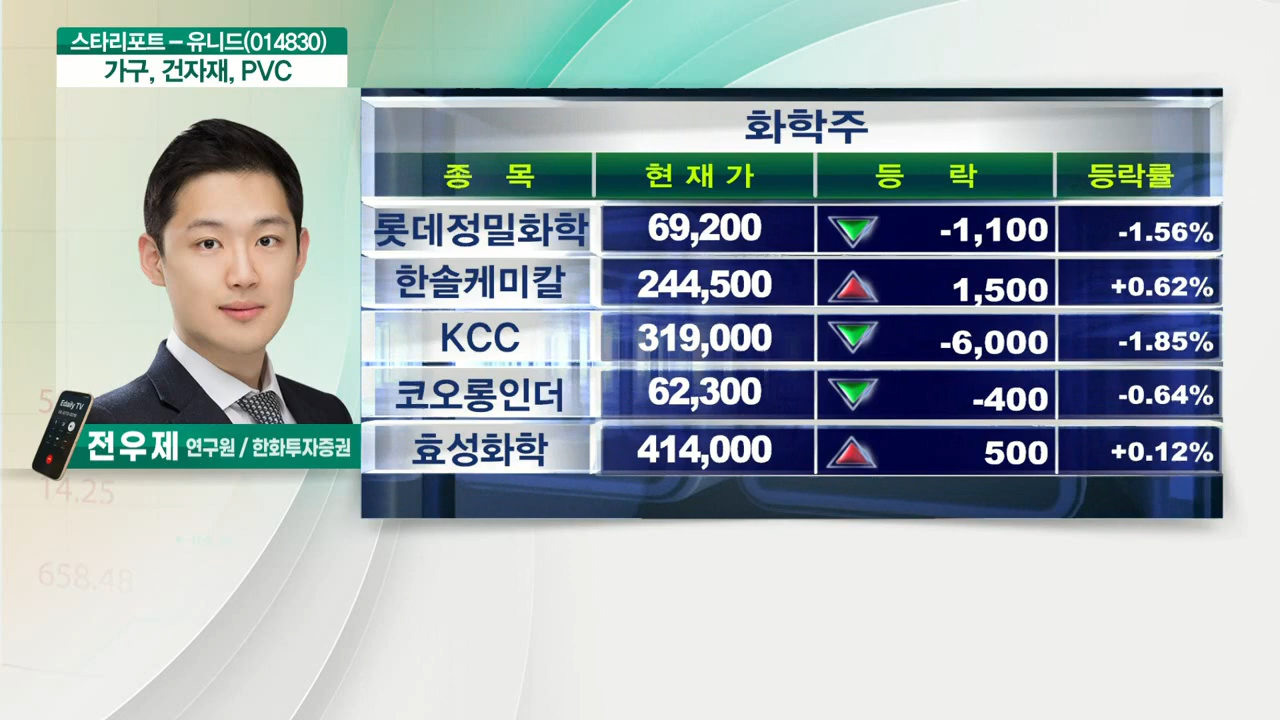 스타리포트 – 유니드(014830)
가구, 건자재, PVC
화학주
종 목 현 재 가 등 락 등락률
롯데정밀화학 69,200 -1,100 -1.56%
한솔케미칼 244,500 1,500 +0.62%
KCC 319,000 -6,000 -1.85%
코오롱인더 62,300 -400 -0.64%
효성화학 414,000 500 +0.12%
Edaily TV
전우제 연구원 / 한화투자증권
14.25
658.48